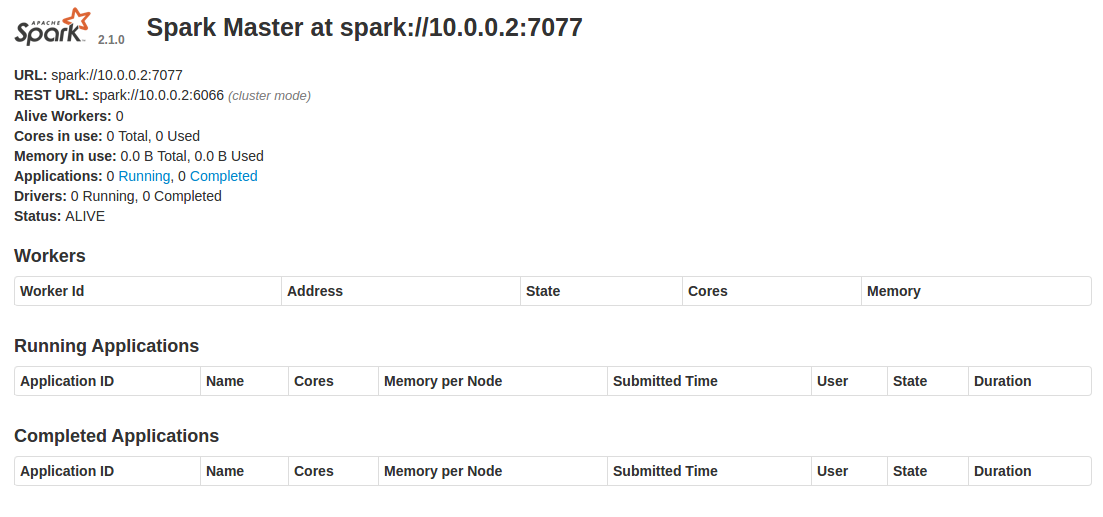 APACHE
Spark 2.1.0 Spark Master at spark://10.0.0.2:7077
URL: spark://10.0.0.2:7077
REST URL: spark://10.0.0.2:6066 (cluster mode)
Alive Workers: 0
Cores in use: 0 Total, 0 Used
Memory in use: 0.0 B Total, 0.0 B Used
Applications: 0 Running, 0 Completed
Drivers: 0 Running, 0 Completed
Status: ALIVE
Workers
Worker Id Address State Cores Memory
Running Applications
Application ID Name Cores Memory per Node Submitted Time User State Duration
Completed Applications
Application ID Name Cores Memory per Node Submitted Time User State Duration